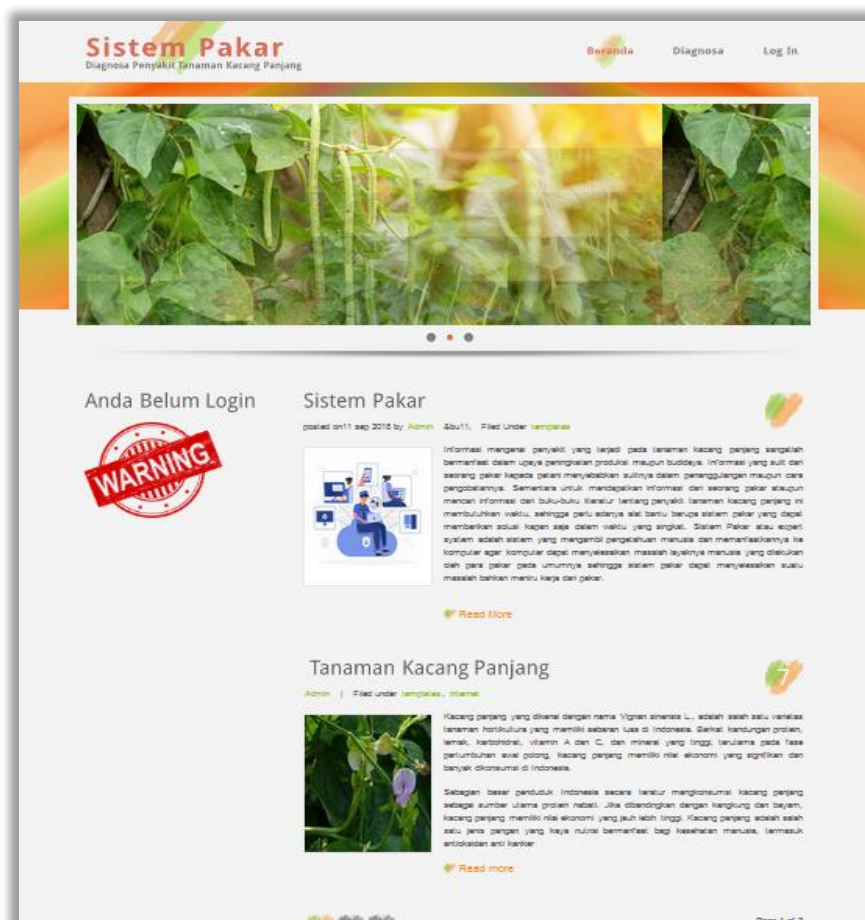 Sistem Pakar
Diagnosa Penyakit Tanaman Kacang Panjang
Beranda Diagnosa Log In
Anda Belum Login
WARNING
Sistem Pakar
posted on11 sep 2018 by Admin &bu11; Filed Under templates
Informasi mengenai penyakit yang terjadi pada tanaman kacang panjang sangatlah
bermanfaat dalam upaya peningkatan produksi maupun budidaya. Informasi yang sulit dari
seorang pakar kepada petani menyebabkan sulitnya dalam penanggulangan maupun cara
pengobatannya. Sementara untuk mendapatkan informasi dari seorang pakar ataupun
mencari informasi dari buku-buku literatur tentang penyakit tanaman kacang panjang ini
membutuhkan waktu, sehingga perlu adanya alat bantu berupa sistem pakar yang dapat
memberikan solusi kapan saja dalam waktu yang singkat. Sistem Pakar atau expert
system adalah sistem yang mengambil pengetahuan manusia dan memanfaatkannya ke
komputer agar komputer dapat menyelesaikan masalah layaknya manusia yang dilakukan
oleh para pakar pada umumnya sehingga sistem pakar dapat menyelesaikan suatu
masalah bahkan meniru kerja dari pakar.
Read More
Tanaman Kacang Panjang
7
Admin | Filed under templates, internet
Kacang panjang yang dikenal dengan nama Vignan sinensis L., adalah salah satu varietas
tanaman hortikultura yang memiliki sebaran luas di Indonesia. Berkat kandungan protein,
lemak, karbohidrat, vitamin A dan C, dan mineral yang tinggi, terutama pada fase
pertumbuhan awal polong, kacang panjang memiliki nilai ekonomi yang signifikan dan
banyak dikonsumsi di Indonesia.
Sebagian besar penduduk Indonesia secara teratur mengkonsumsi kacang panjang
sebagai sumber utama protein nabati. Jika dibandingkan dengan kangkung dan bayam,
kacang panjang memiliki nilai ekonomi yang jauh lebih tinggi. Kacang panjang adalah salah
satu jenis pangan yang kaya nutrisi bermanfaat bagi kesehatan manusia, termasuk
antioksidan anti kanker
Read more